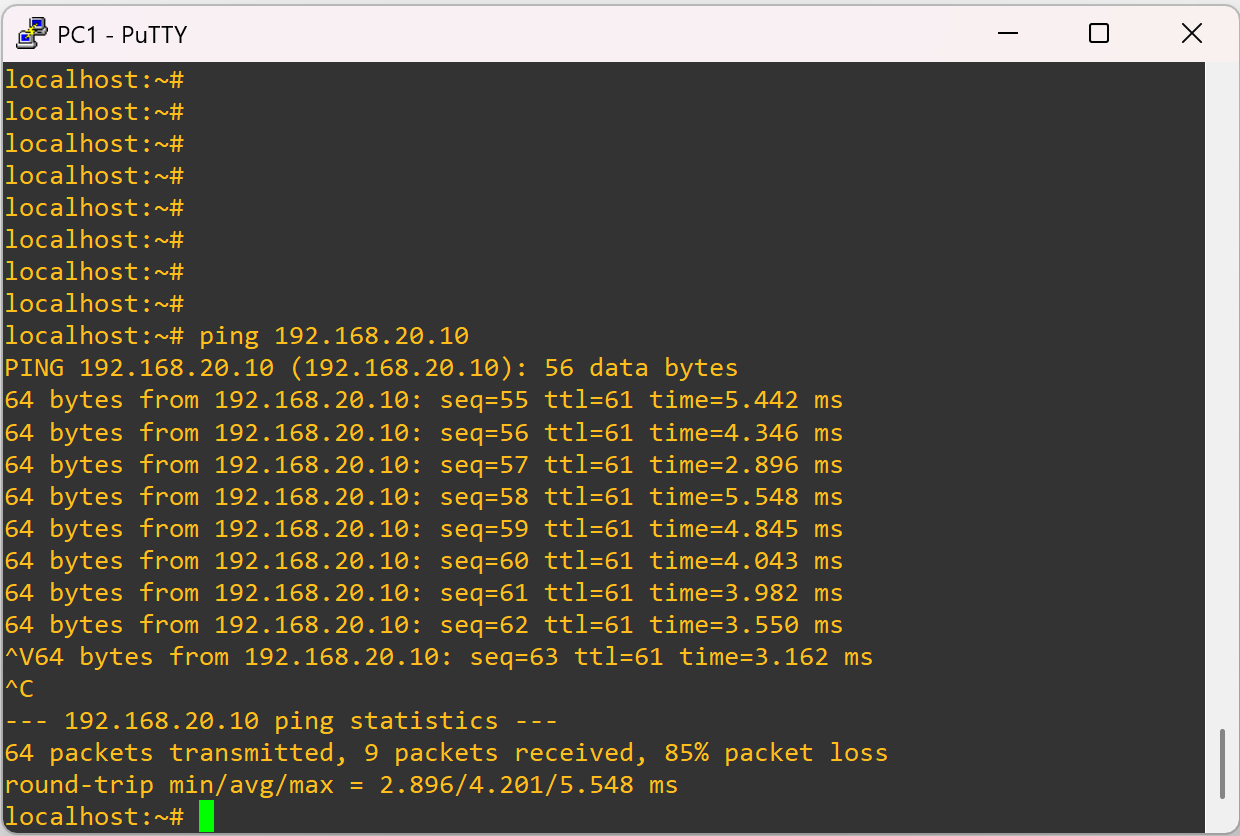 PC1 - PuTTY
localhost:~#
localhost:~#
localhost:~#
localhost:~#
localhost:~#
localhost:~#
localhost:~#
localhost:~#
localhost:~# ping 192.168.20.10
PING 192.168.20.10 (192.168.20.10): 56 data bytes
64 bytes from 192.168.20.10: seq=55 ttl=61 time=5.442 ms
64 bytes from 192.168.20.10: seq=56 ttl=61 time=4.346 ms
64 bytes from 192.168.20.10: seq=57 ttl=61 time=2.896 ms
64 bytes from 192.168.20.10: seq=58 ttl=61 time=5.548 ms
64 bytes from 192.168.20.10: seq=59 ttl=61 time=4.845 ms
64 bytes from 192.168.20.10: seq=60 ttl=61 time=4.043 ms
64 bytes from 192.168.20.10: seq=61 ttl=61 time=3.982 ms
64 bytes from 192.168.20.10: seq=62 ttl=61 time=3.550 ms
^V64 bytes from 192.168.20.10: seq=63 ttl=61 time=3.162 ms
^C
--- 192.168.20.10 ping statistics ---
64 packets transmitted, 9 packets received, 85% packet loss
round-trip min/avg/max = 2.896/4.201/5.548 ms
localhost:~#